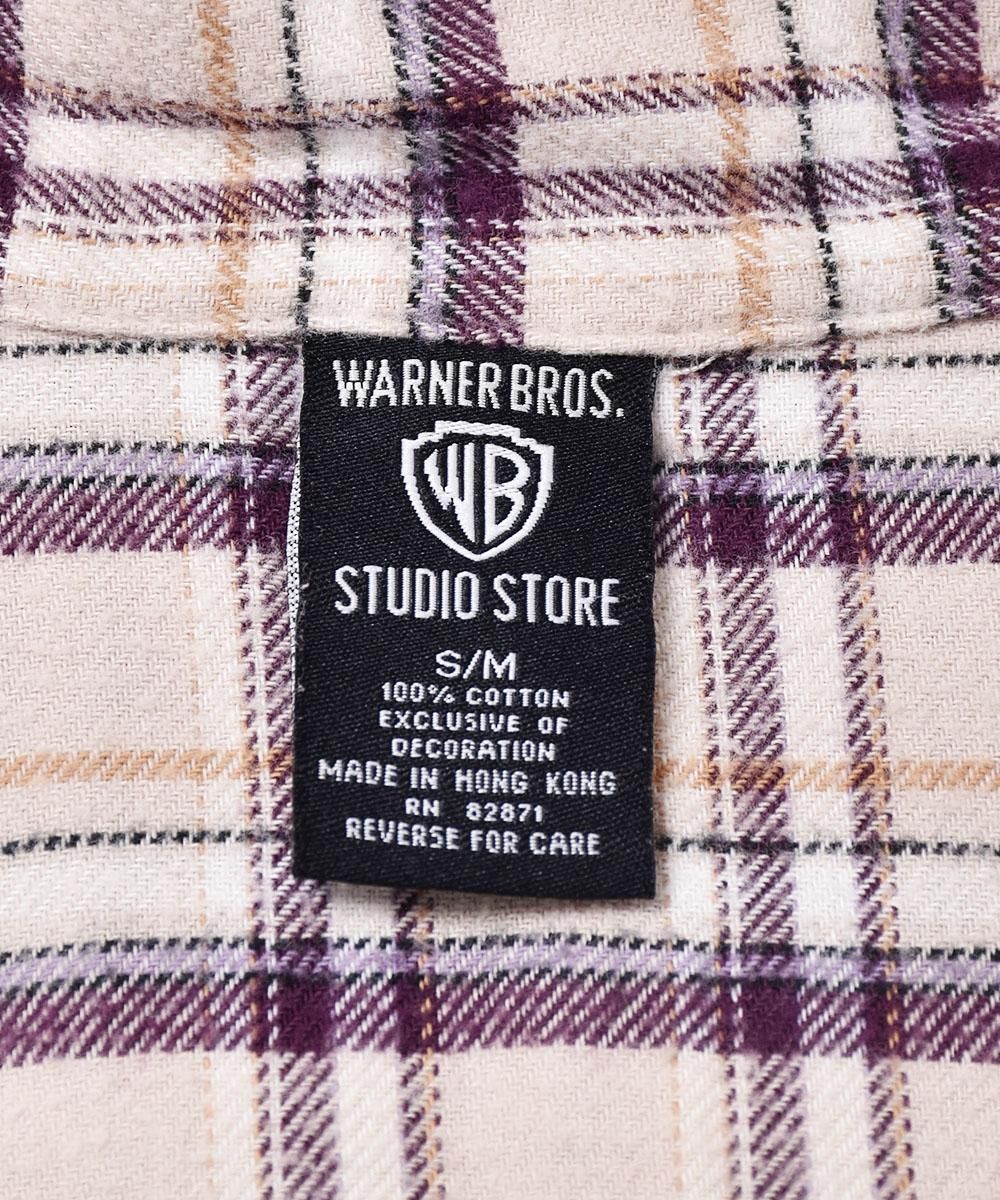 WARNER BROS.
WB
STUDIO STORE
S/M
100% COTTON
EXCLUSIVE OF
DECORATION
MADE IN HONG KONG
RN 82871
REVERSE FOR CARE